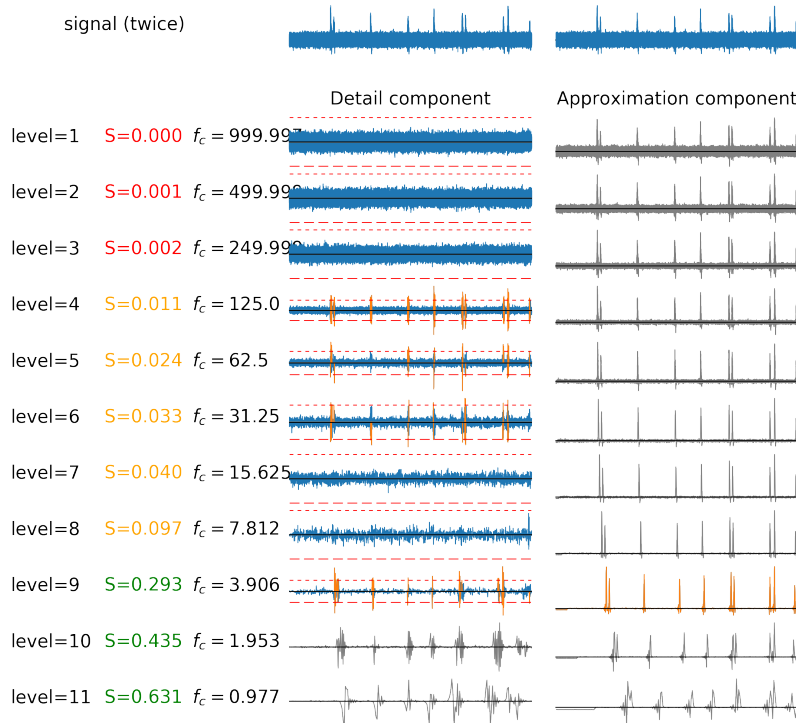 signal (twice)
Detail component Approximation component
level=1 S=0.000 f_c = 999.997
level=2 S=0.001 f_c = 499.998
level=3 S=0.002 f_c = 249.999
level=4 S=0.011 f_c = 125.0
level=5 S=0.024 f_c = 62.5
level=6 S=0.033 f_c = 31.25
level=7 S=0.040 f_c = 15.625
level=8 S=0.097 f_c = 7.812
level=9 S=0.293 f_c = 3.906
level=10 S=0.435 f_c = 1.953
level=11 S=0.631 f_c = 0.977